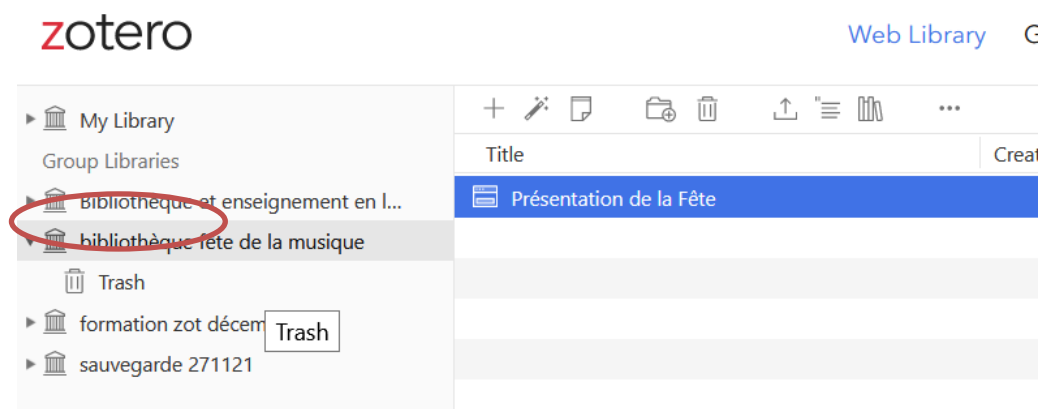 zotero
Web Library
My Library
Group Libraries
Bibliothèque et enseignement en l...
bibliothèque fête de la musique
Trash
formation zot décem
Trash
sauvegarde 271121
Title Creat
Présentation de la Fête